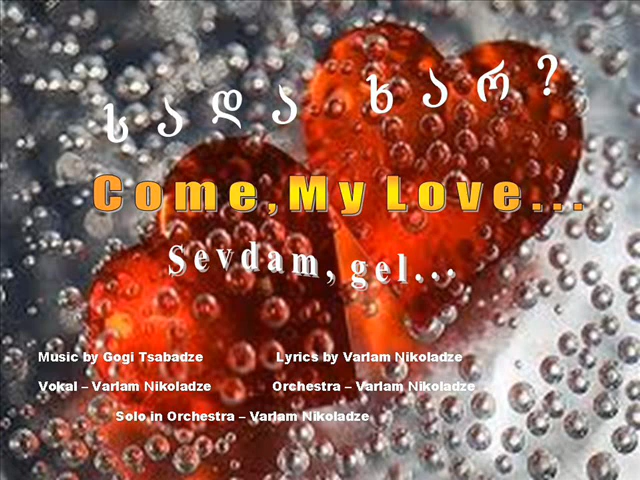 სადა ხარ?
Come,My Love...
Sevdam, gel...
Music by Gogi Tsabadze Lyrics by Varlam Nikoladze
Vokal – Varlam Nikoladze Orchestra – Varlam Nikoladze
Solo in Orchestra – Varlam Nikoladze